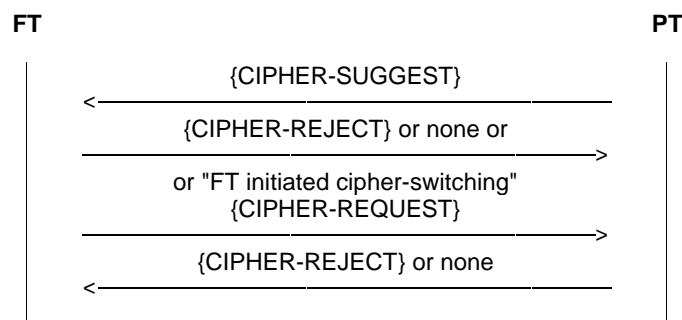 FT PT
{CIPHER-SUGGEST}
{CIPHER-REJECT} or none or
or "FT initiated cipher-switching"
{CIPHER-REQUEST}
{CIPHER-REJECT} or none